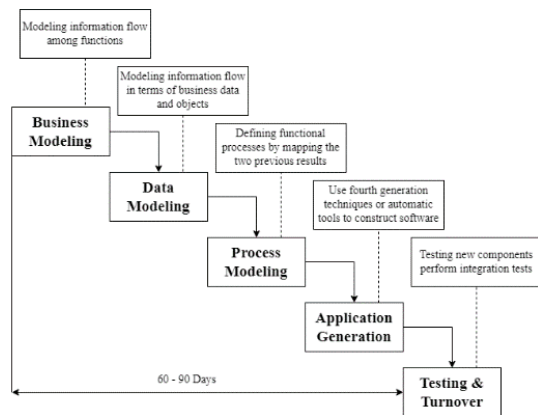 Modeling information flow
among functions
Modeling information flow
in terms of business data
and objects
Business
Modeling
Defining functional
processes by mapping the
two previous results
Data
Modeling
Use fourth generation
techniques or automatic
tools to construct software
Process
Modeling
Testing new components
perform integration tests
Application
Generation
60 - 90 Days
Testing &
Turnover